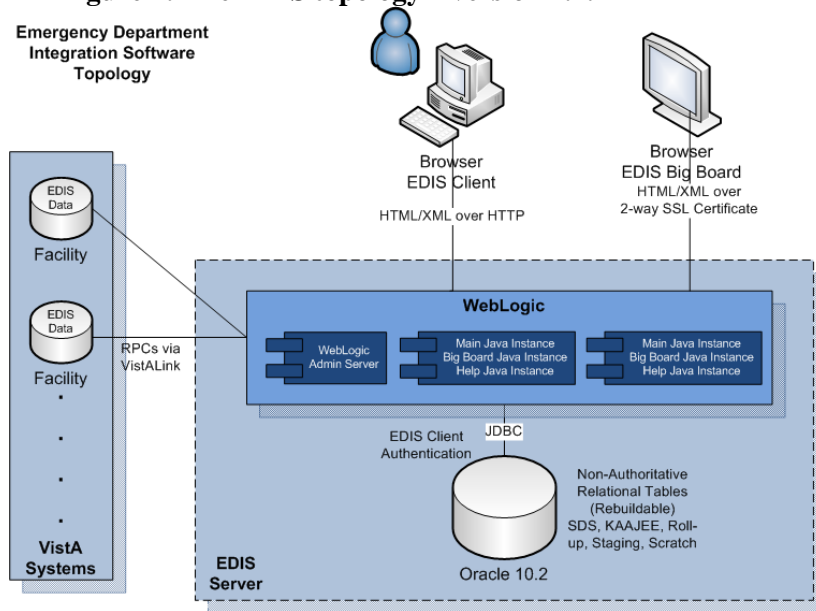 Emergency Department
Integration Software
Topology
Browser
EDIS Client
HTML/XML over HTTP
Browser
EDIS Big Board
HTML/XML over
2-way SSL Certificate
EDIS
Data
Facility
EDIS
Data
Facility
RPCs via
VistALink
VistA
Systems
WebLogic
WebLogic
Admin Server
Main Java Instance
Big Board Java Instance
Help Java Instance
Main Java Instance
Big Board Java Instance
Help Java Instance
EDIS Client
Authentication
JDBC
Non-Authoritative
Relational Tables
(Rebuildable)
SDS, KAAJEE, Roll-
up, Staging, Scratch
Oracle 10.2
EDIS
Server